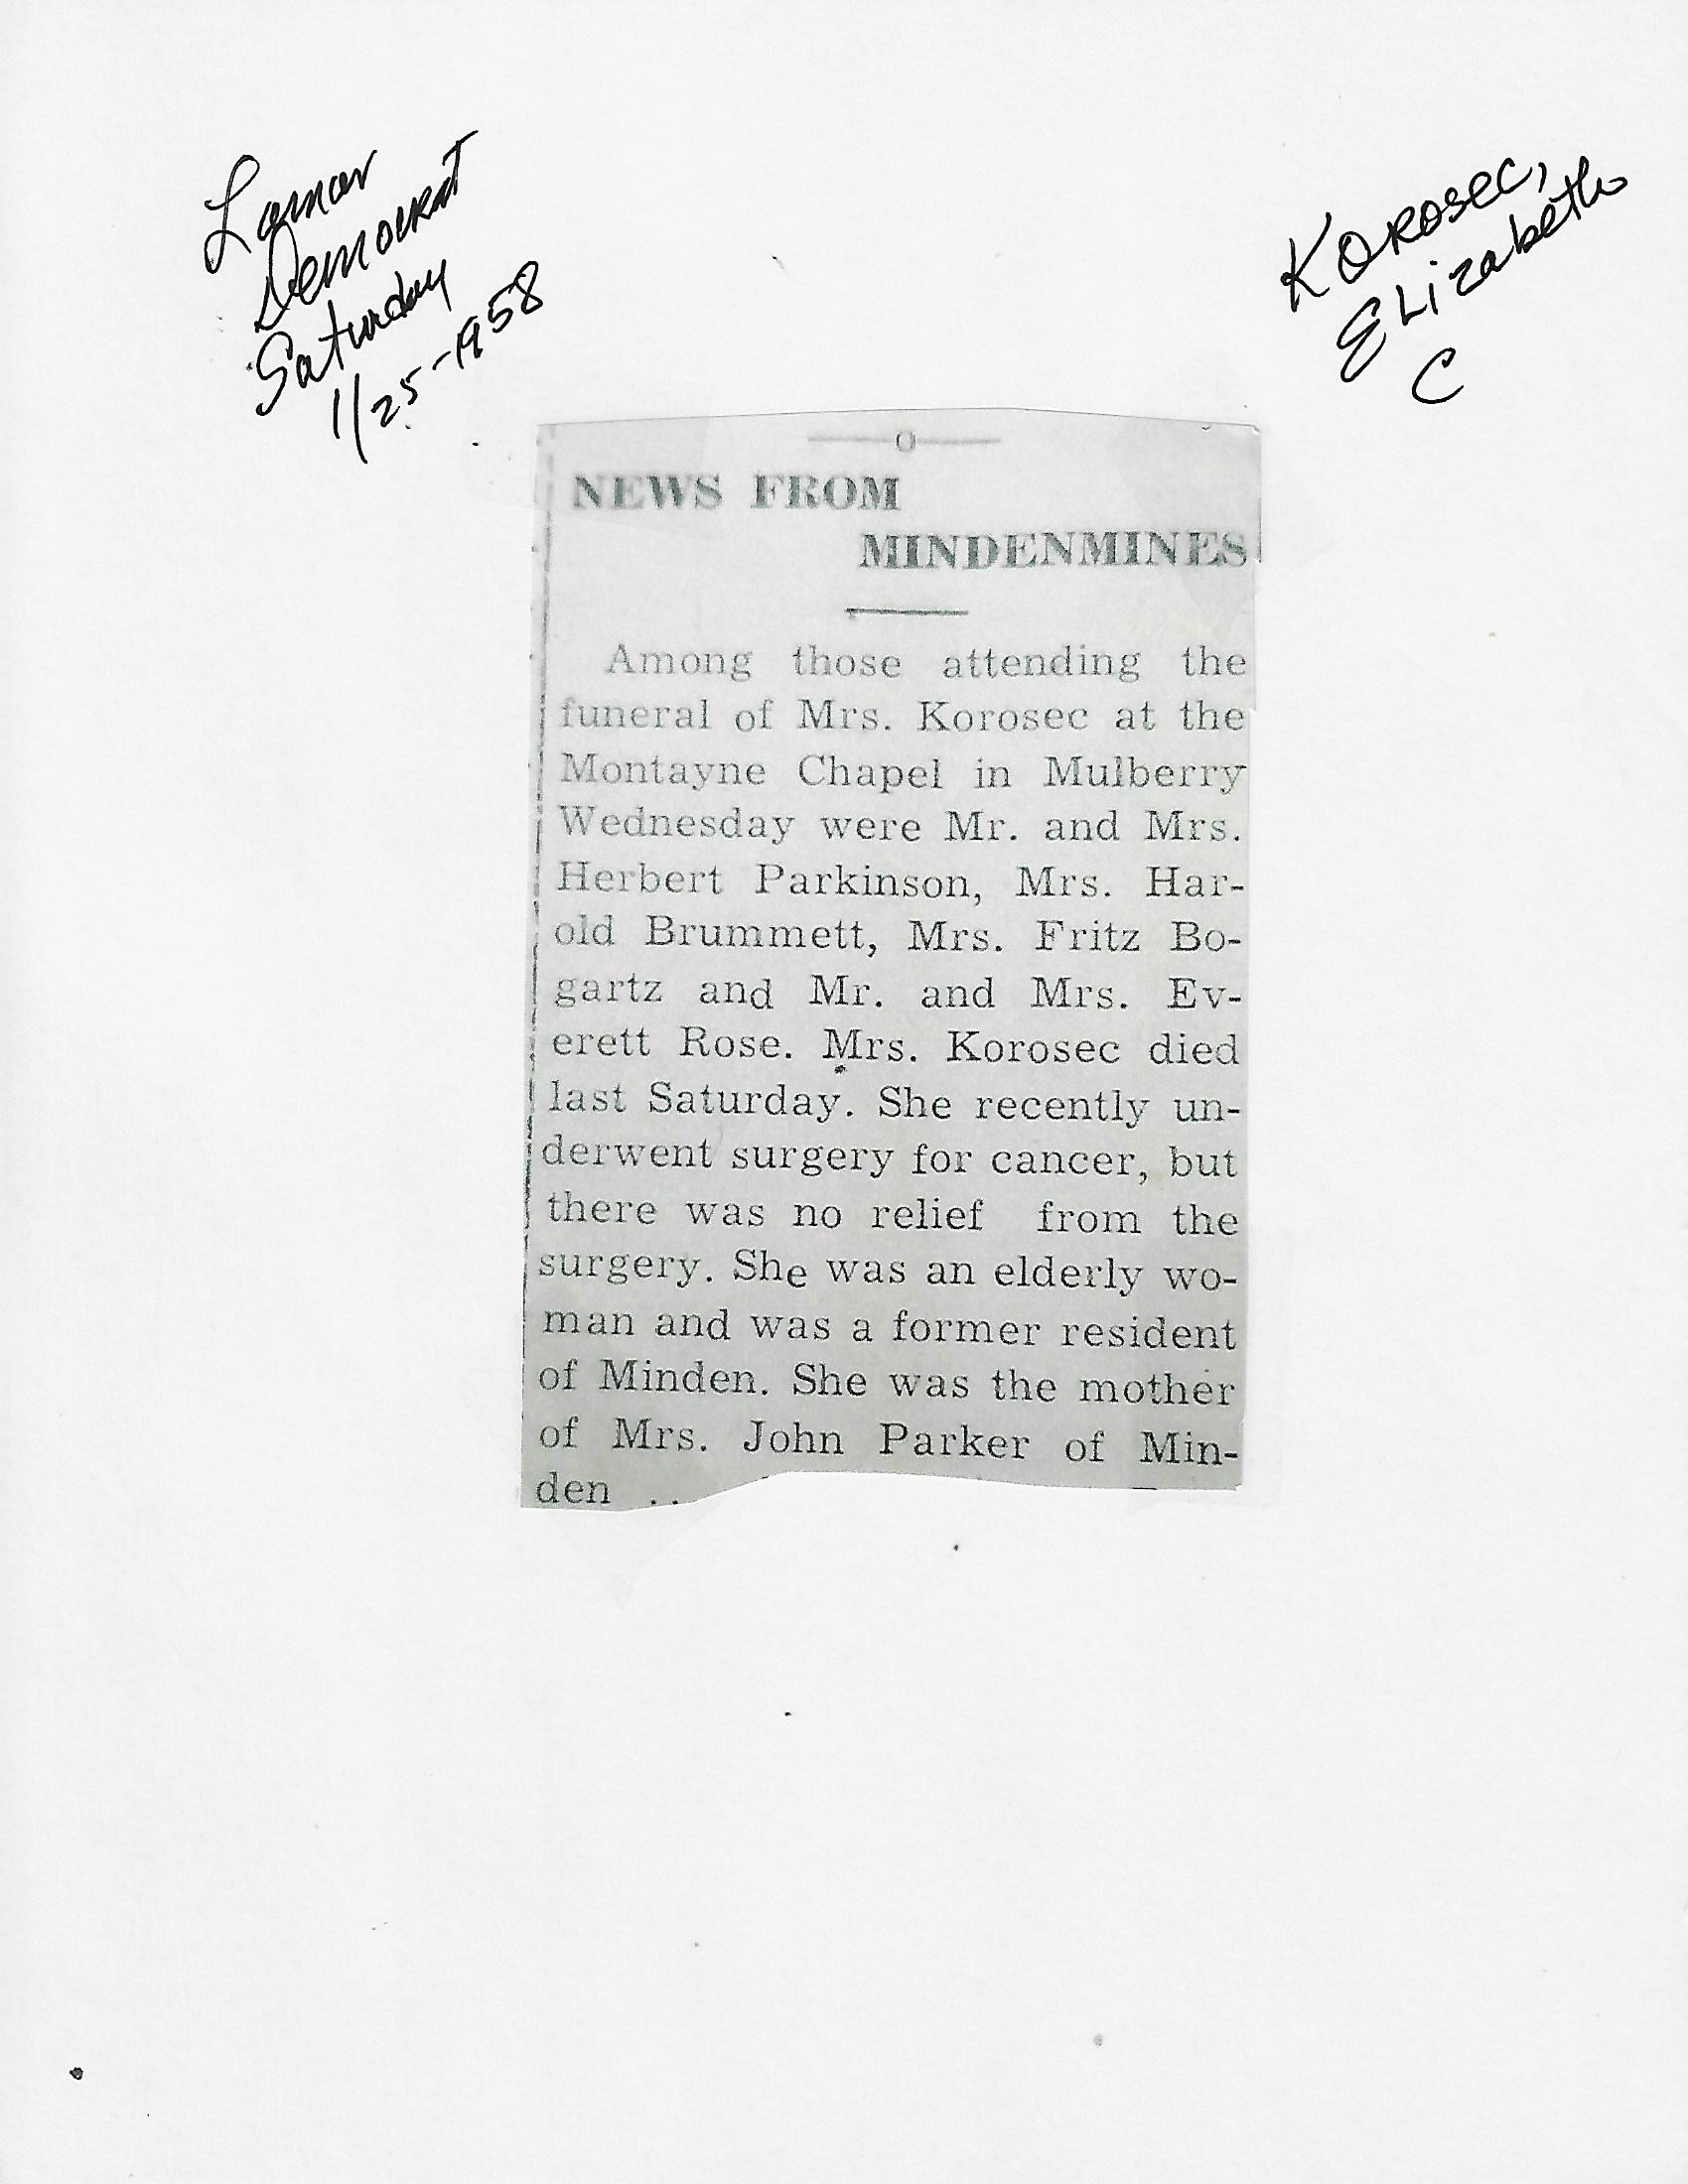 Lamar
Democrat
Saturday
1/25-1958
Korosec,
Elizabeth
C
NEWS FROM
MINDENMINES
Among those attending the
funeral of Mrs. Korosec at the
Montayne Chapel in Mulberry
Wednesday were Mr. and Mrs.
Herbert Parkinson, Mrs. Har-
old Brummett, Mrs. Fritz Bo-
gartz and Mr. and Mrs. Ev-
erett Rose. Mrs. Korosec died
last Saturday. She recently un-
derwent surgery for cancer, but
there was no relief from the
surgery. She was an elderly wo-
man and was a former resident
of Minden. She was the mother
of Mrs. John Parker of Min-
den ..